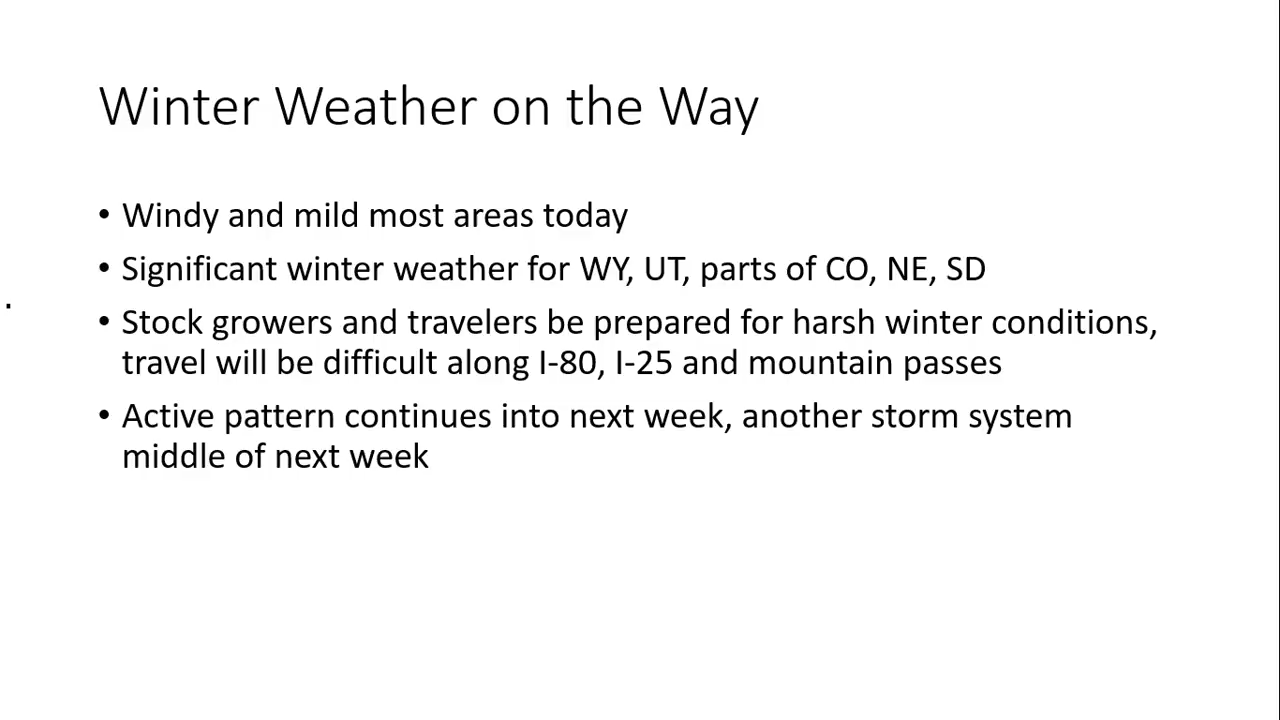 Winter Weather on the Way
• Windy and mild most areas today
• Significant winter weather for WY, UT, parts of CO, NE, SD
• Stock growers and travelers be prepared for harsh winter conditions,
travel will be difficult along I-80, I-25 and mountain passes
• Active pattern continues into next week, another storm system
middle of next week